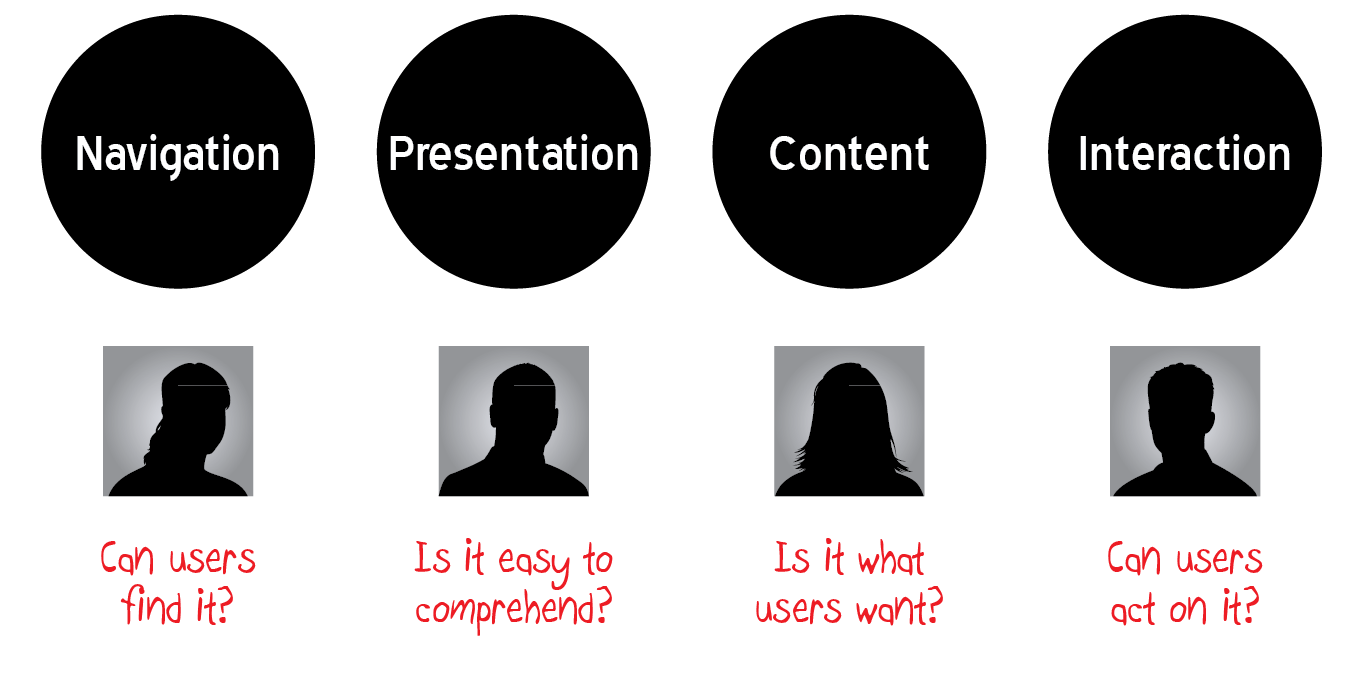 Navigation
Presentation
Content
Interaction
Can users
find it?
Is it easy to
comprehend?
Is it what
users want?
Can users
act on it?